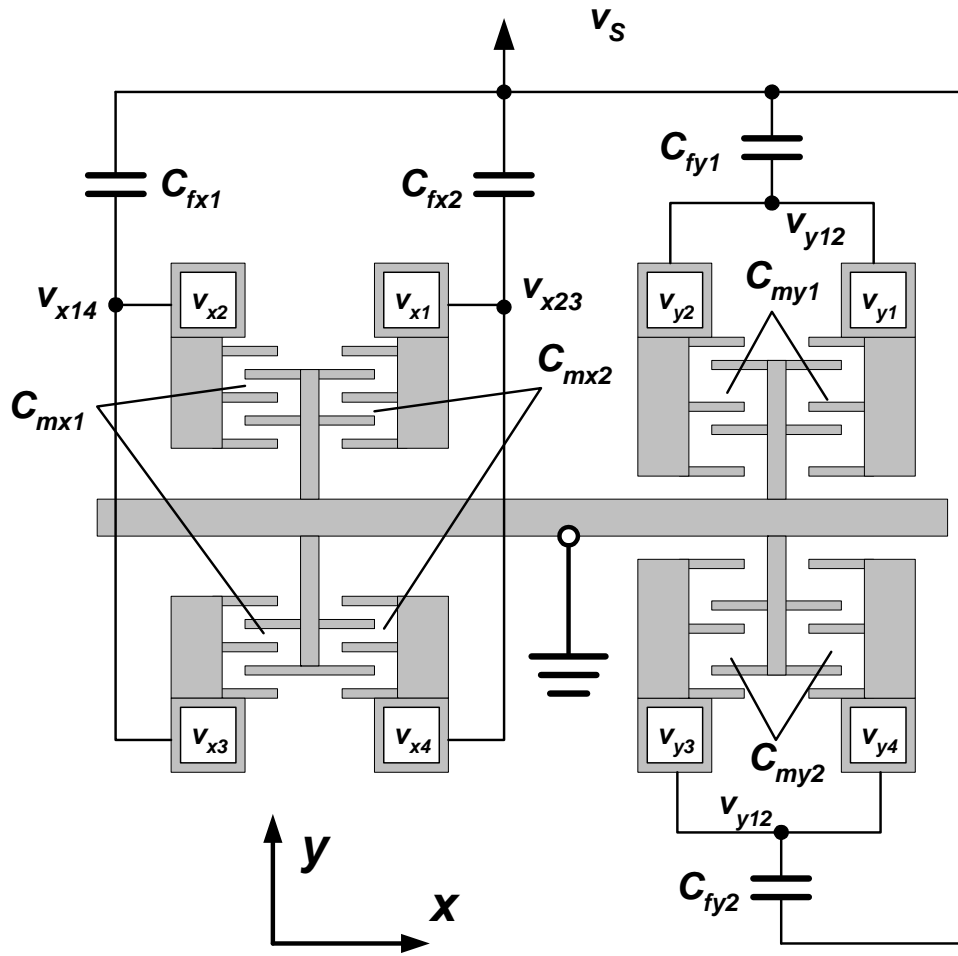 v_S
C_fx1
C_fx2
C_fy1
v_y12
v_x14
v_x2
v_x1
v_x23
v_y2
C_my1
v_y1
C_mx1
C_mx2
v_x3
v_x4
v_y3
C_my2
v_y4
v_y12
y
x
C_fy2